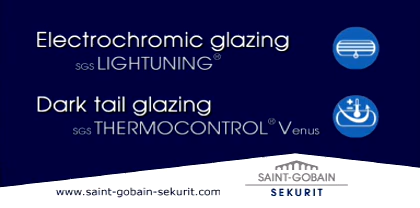 Electrochromic glazing
SGS LIGHTUNING®
Dark tail glazing
SGS THERMOCONTROL® Venus
www.saint-gobain-sekurit.com
SAINT-GOBAIN
SEKURIT